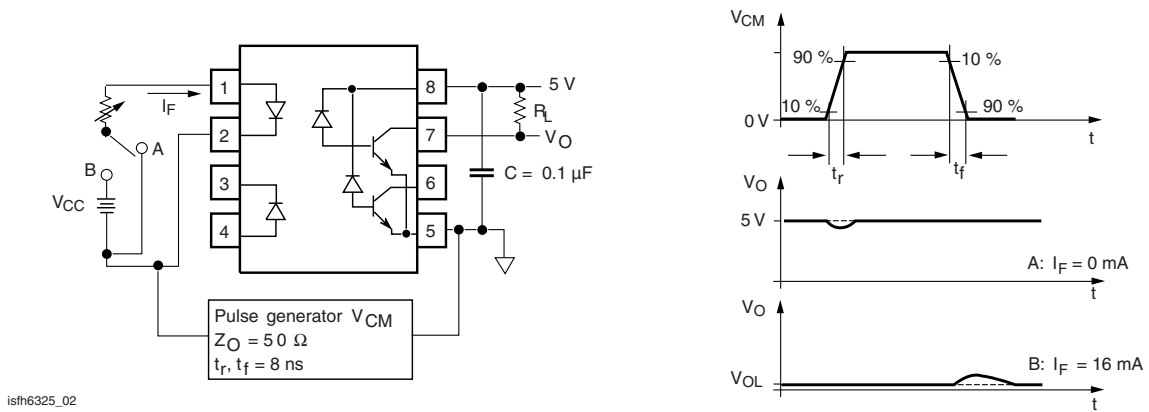 1
2
3
4
8
7
6
5
I_F
A
B
V_CC
5 V
R_L
V_O
C = 0.1 µF
Pulse generator V_CM
Z_O = 50 Ω
t_r, t_f = 8 ns
isfh6325_02
V_CM
90 %
10 %
10 %
90 %
0 V
t
t_r
t_f
V_O
5 V
A: I_F = 0 mA
t
V_O
V_OL
B: I_F = 16 mA
t